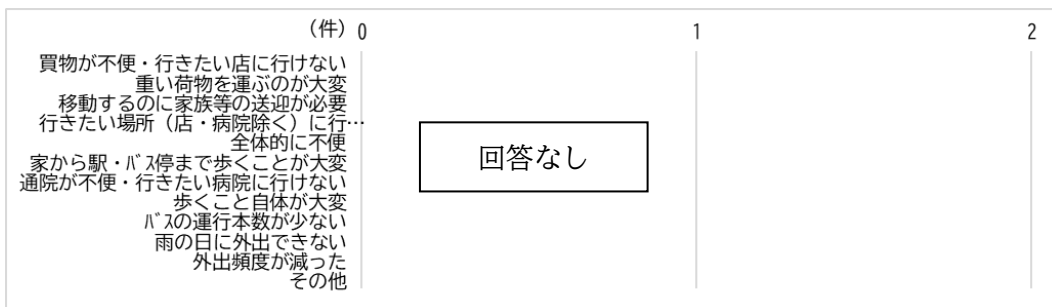 （件） 0 1 2
買物が不便・行きたい店に行けない
重い荷物を運ぶのが大変
移動するのに家族等の送迎が必要
行きたい場所（店・病院除く）に行…
全体的に不便
家から駅・ﾊﾞｽ停まで歩くことが大変
通院が不便・行きたい病院に行けない
歩くこと自体が大変
ﾊﾞｽの運行本数が少ない
雨の日に外出できない
外出頻度が減った
その他
回答なし